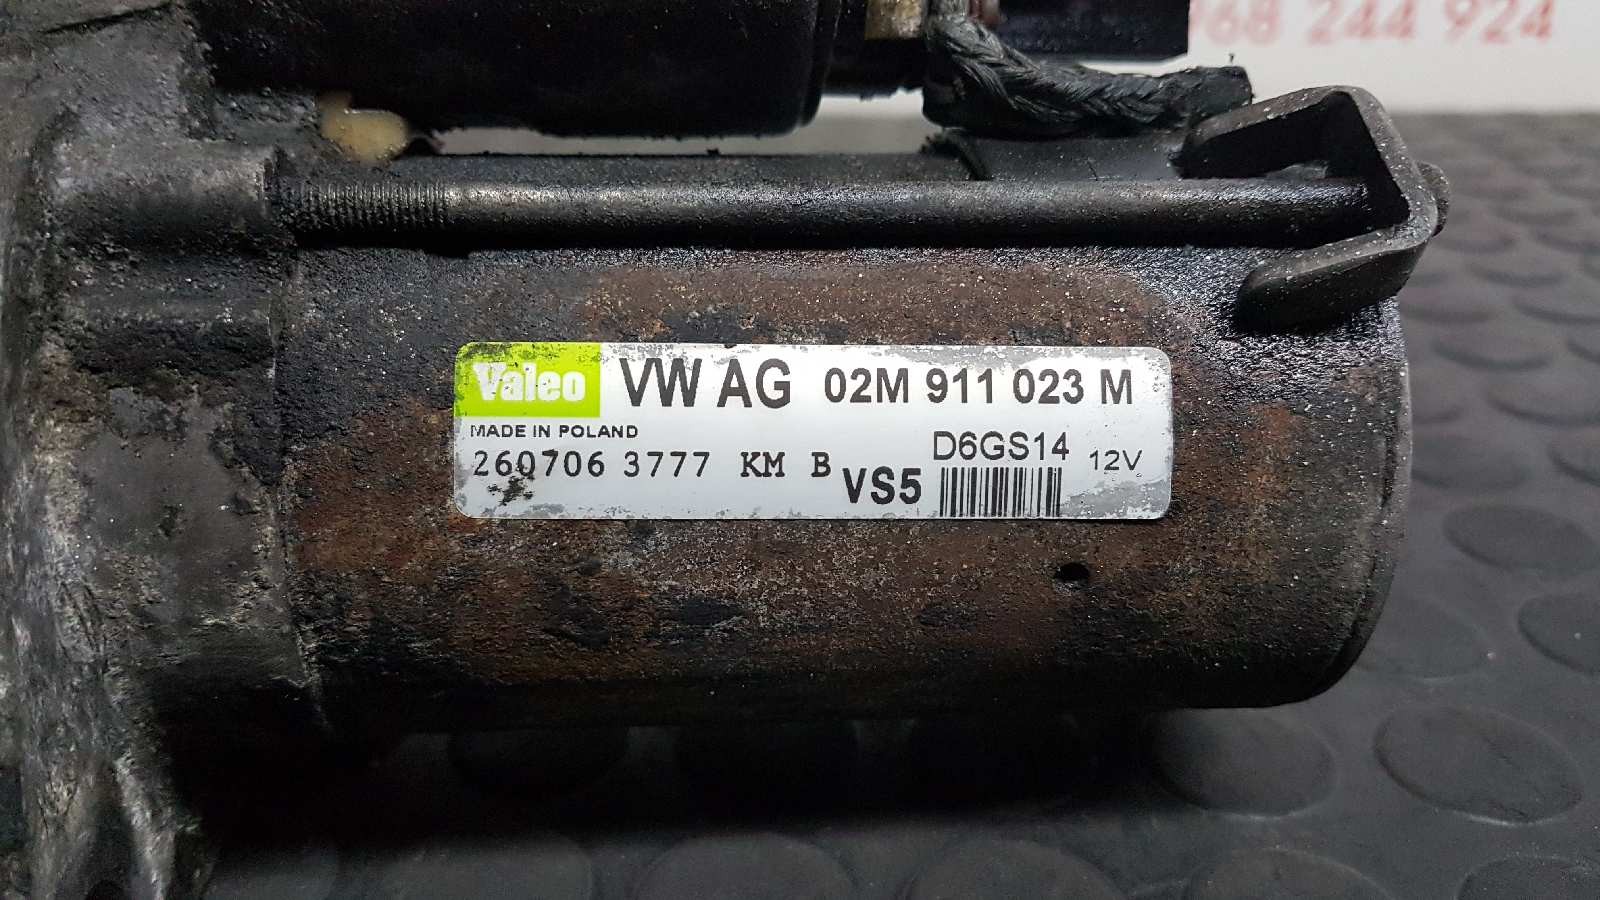 968 244 924
Valeo VW AG 02M 911 023 M
MADE IN POLAND
260706 3777 KM B VS5 D6GS14 12V